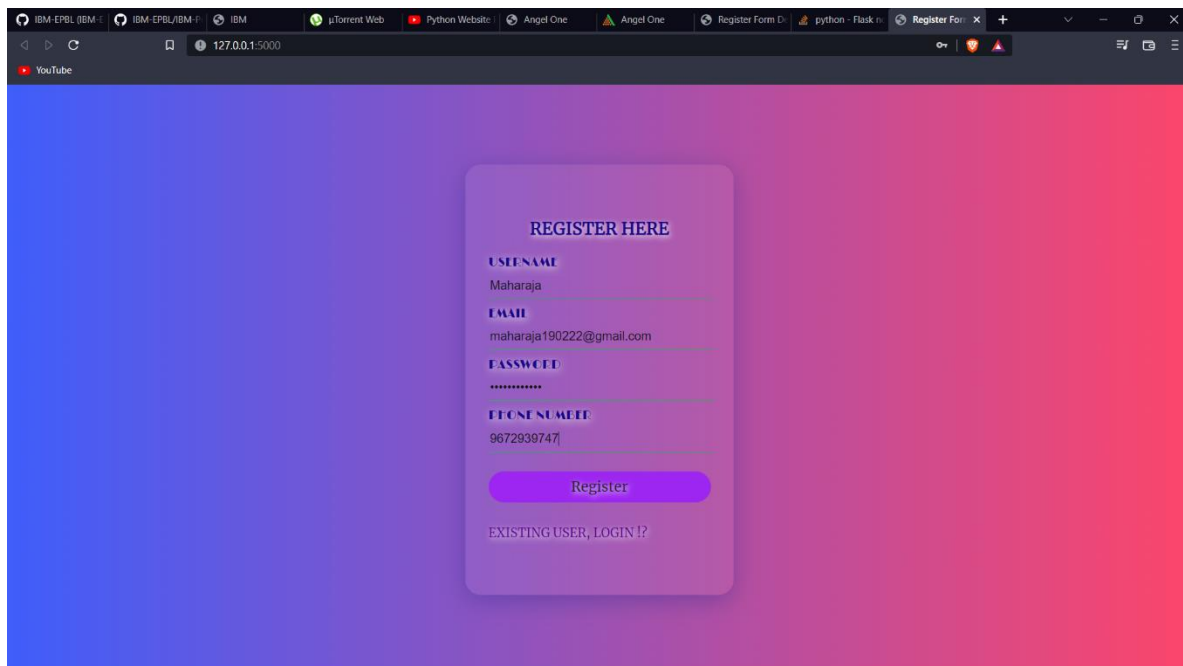 IBM-EPBL (IBM-E
IBM-EPBL/IBM-P
IBM
µTorrent Web
Python Website
Angel One
Angel One
Register Form D
python - Flask n
Register For
127.0.0.1:5000
YouTube
REGISTER HERE
USERNAME
Maharaja
EMAIL
maharaja190222@gmail.com
PASSWORD
••••••••••••
PHONE NUMBER
9672939747
Register
EXISTING USER, LOGIN !?